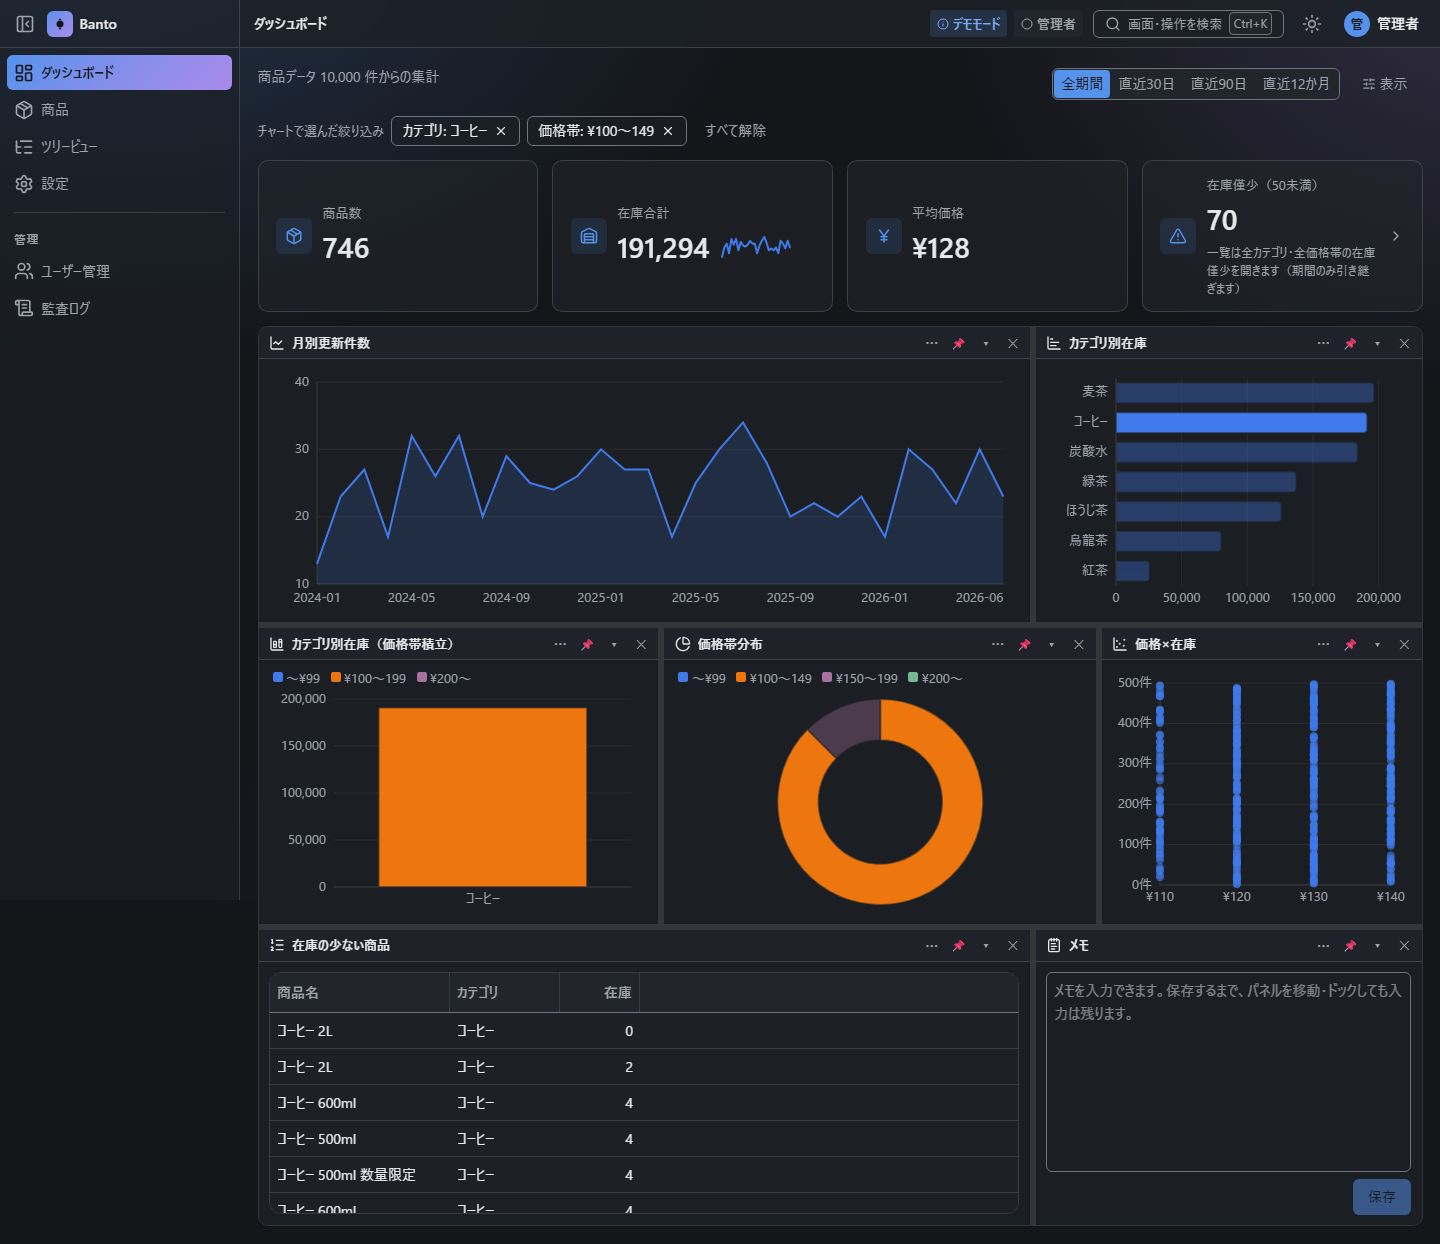 Banto
ダッシュボード
デモモード
管理者
画面・操作を検索 Ctrl+K
管 管理者
ダッシュボード
商品
ツリービュー
設定
管理
ユーザー管理
監査ログ
商品データ 10,000 件からの集計
全期間 直近30日 直近90日 直近12か月
表示
チャートで選んだ絞り込み カテゴリ: コーヒー ✕ 価格帯: ¥100～149 ✕ すべて解除
商品数
746
在庫合計
191,294
¥
平均価格
¥128
在庫僅少（50未満）
70
一覧は全カテゴリ・全価格帯の在庫
僅少を開きます（期間のみ引き継
ぎます）
月別更新件数
40
30
20
10
2024-01 2024-05 2024-09 2025-01 2025-05 2025-09 2026-01 2026-06
カテゴリ別在庫
麦茶
コーヒー
炭酸水
緑茶
ほうじ茶
烏龍茶
紅茶
0 50,000 100,000 150,000 200,000
カテゴリ別在庫（価格帯積立）
～¥99 ¥100～199 ¥200～
200,000
150,000
100,000
50,000
0
コーヒー
価格帯分布
～¥99 ¥100～149 ¥150～199 ¥200～
価格×在庫
500件
400件
300件
200件
100件
0件
¥110 ¥120 ¥130 ¥140
在庫の少ない商品
商品名 カテゴリ 在庫
コーヒー 2L コーヒー 0
コーヒー 2L コーヒー 2
コーヒー 600ml コーヒー 4
コーヒー 500ml コーヒー 4
コーヒー 500ml 数量限定 コーヒー 4
コーヒー 600ml コーヒー 4
メモ
メモを入力できます。保存するまで、パネルを移動・ドックしても入
力は残ります。
保存